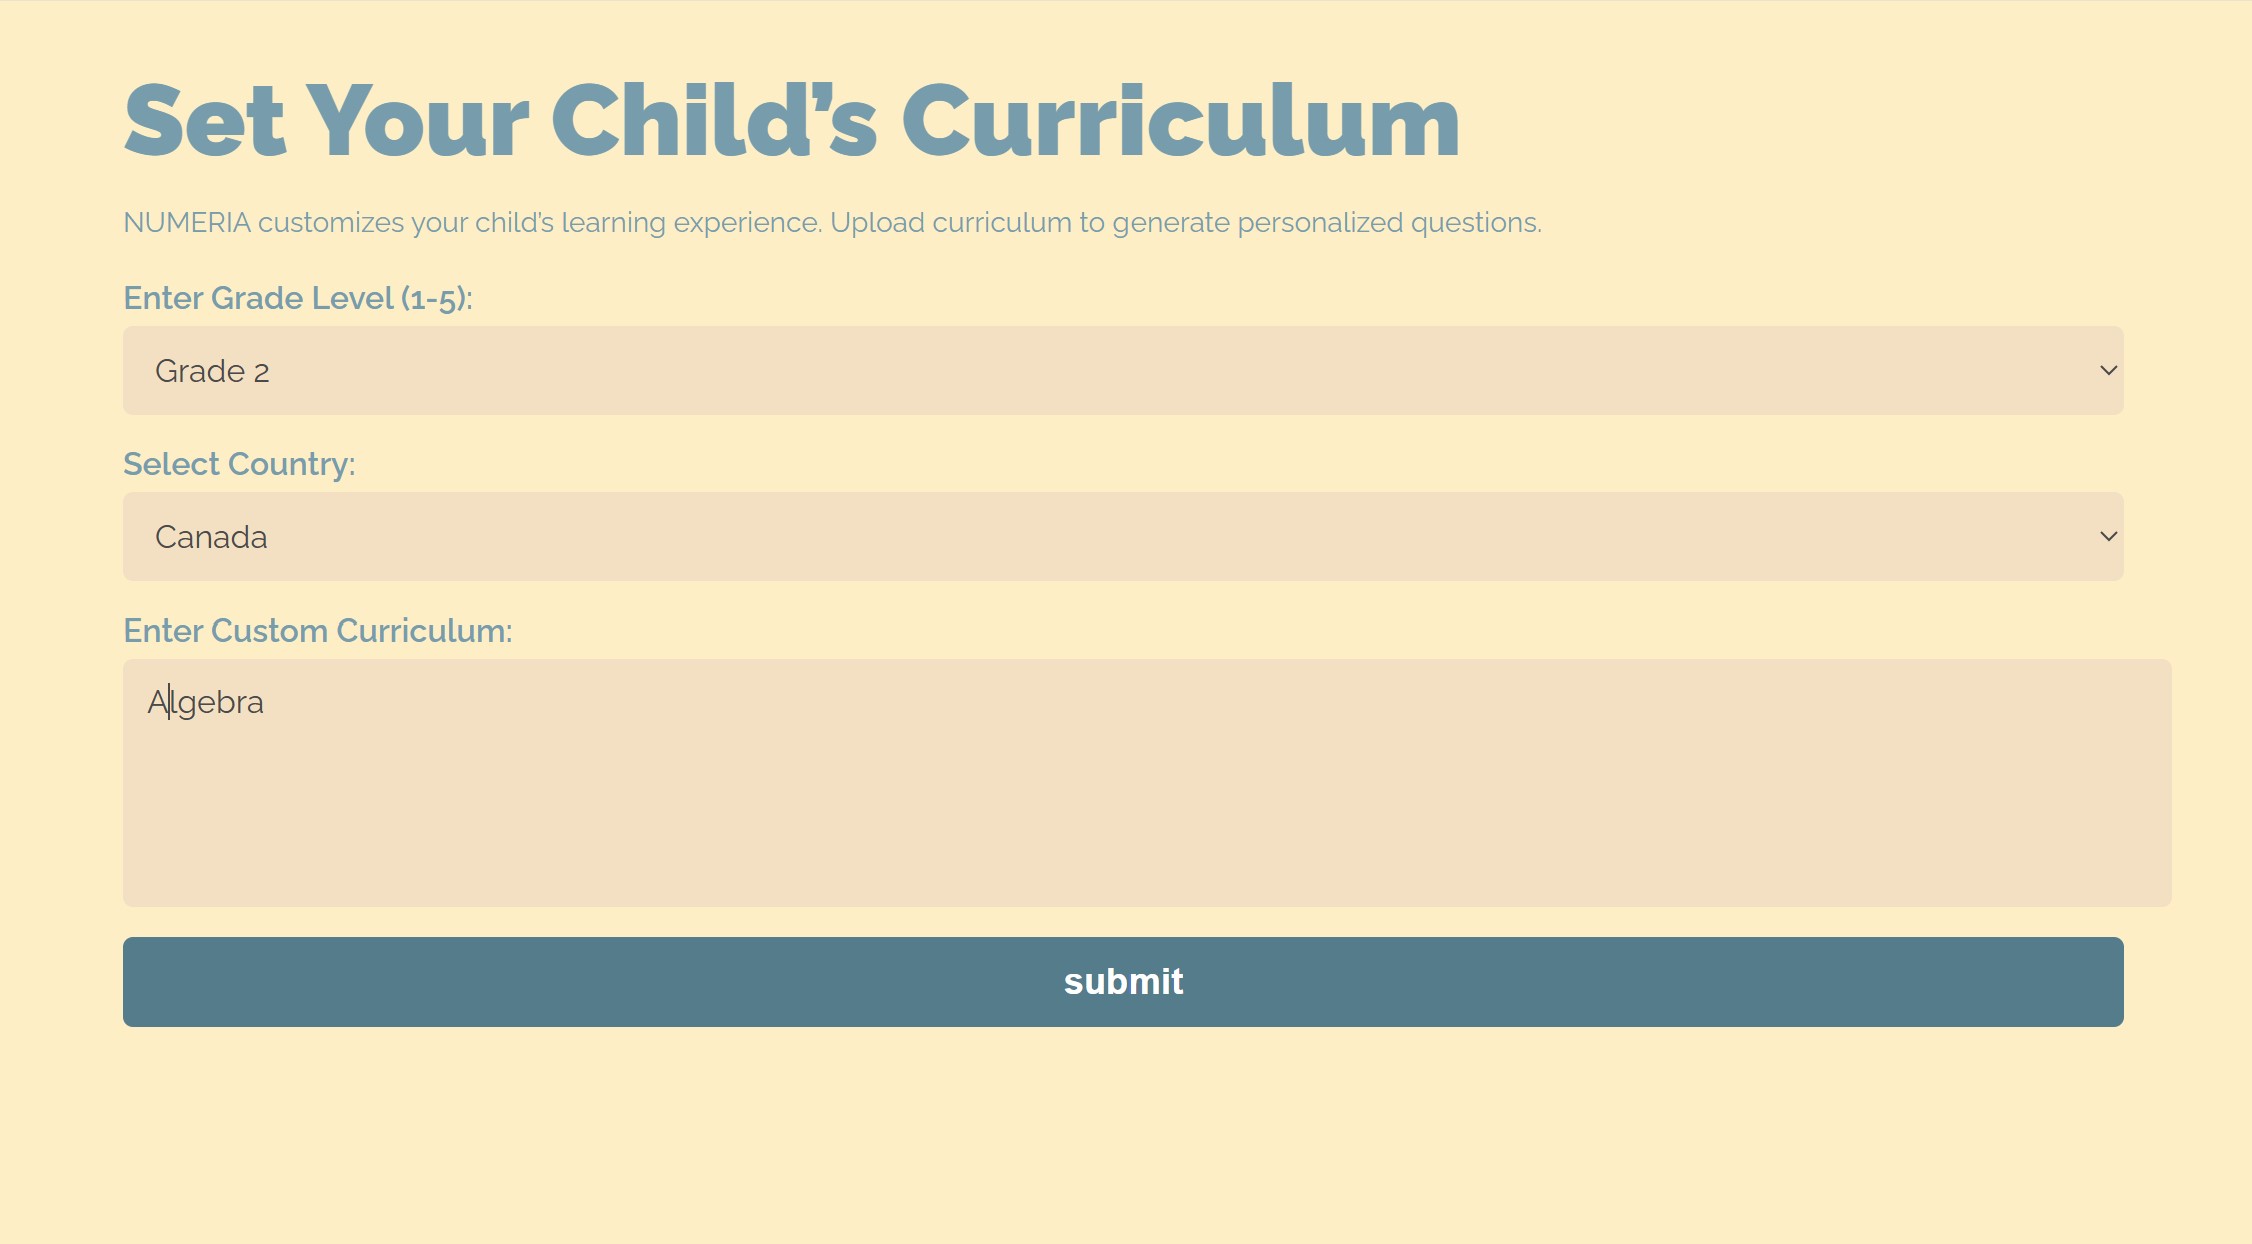 Set Your Child’s Curriculum
NUMERIA customizes your child’s learning experience. Upload curriculum to generate personalized questions.
Enter Grade Level (1-5):
Grade 2
Select Country:
Canada
Enter Custom Curriculum:
Algebra
submit